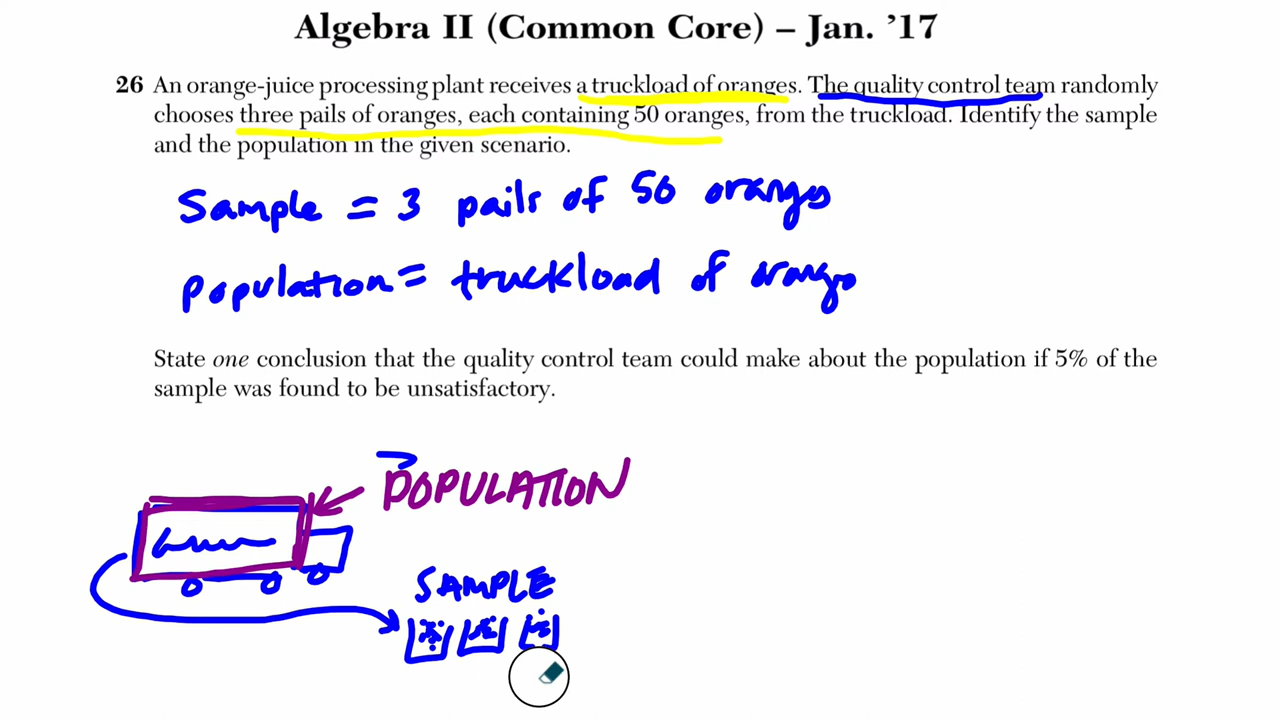 Algebra II (Common Core) – Jan. ’17
26 An orange-juice processing plant receives a truckload of oranges. The quality control team randomly
chooses three pails of oranges, each containing 50 oranges, from the truckload. Identify the sample
and the population in the given scenario.
Sample = 3 pails of 50 oranges
population = truckload of oranges
State one conclusion that the quality control team could make about the population if 5% of the
sample was found to be unsatisfactory.
POPULATION
SAMPLE